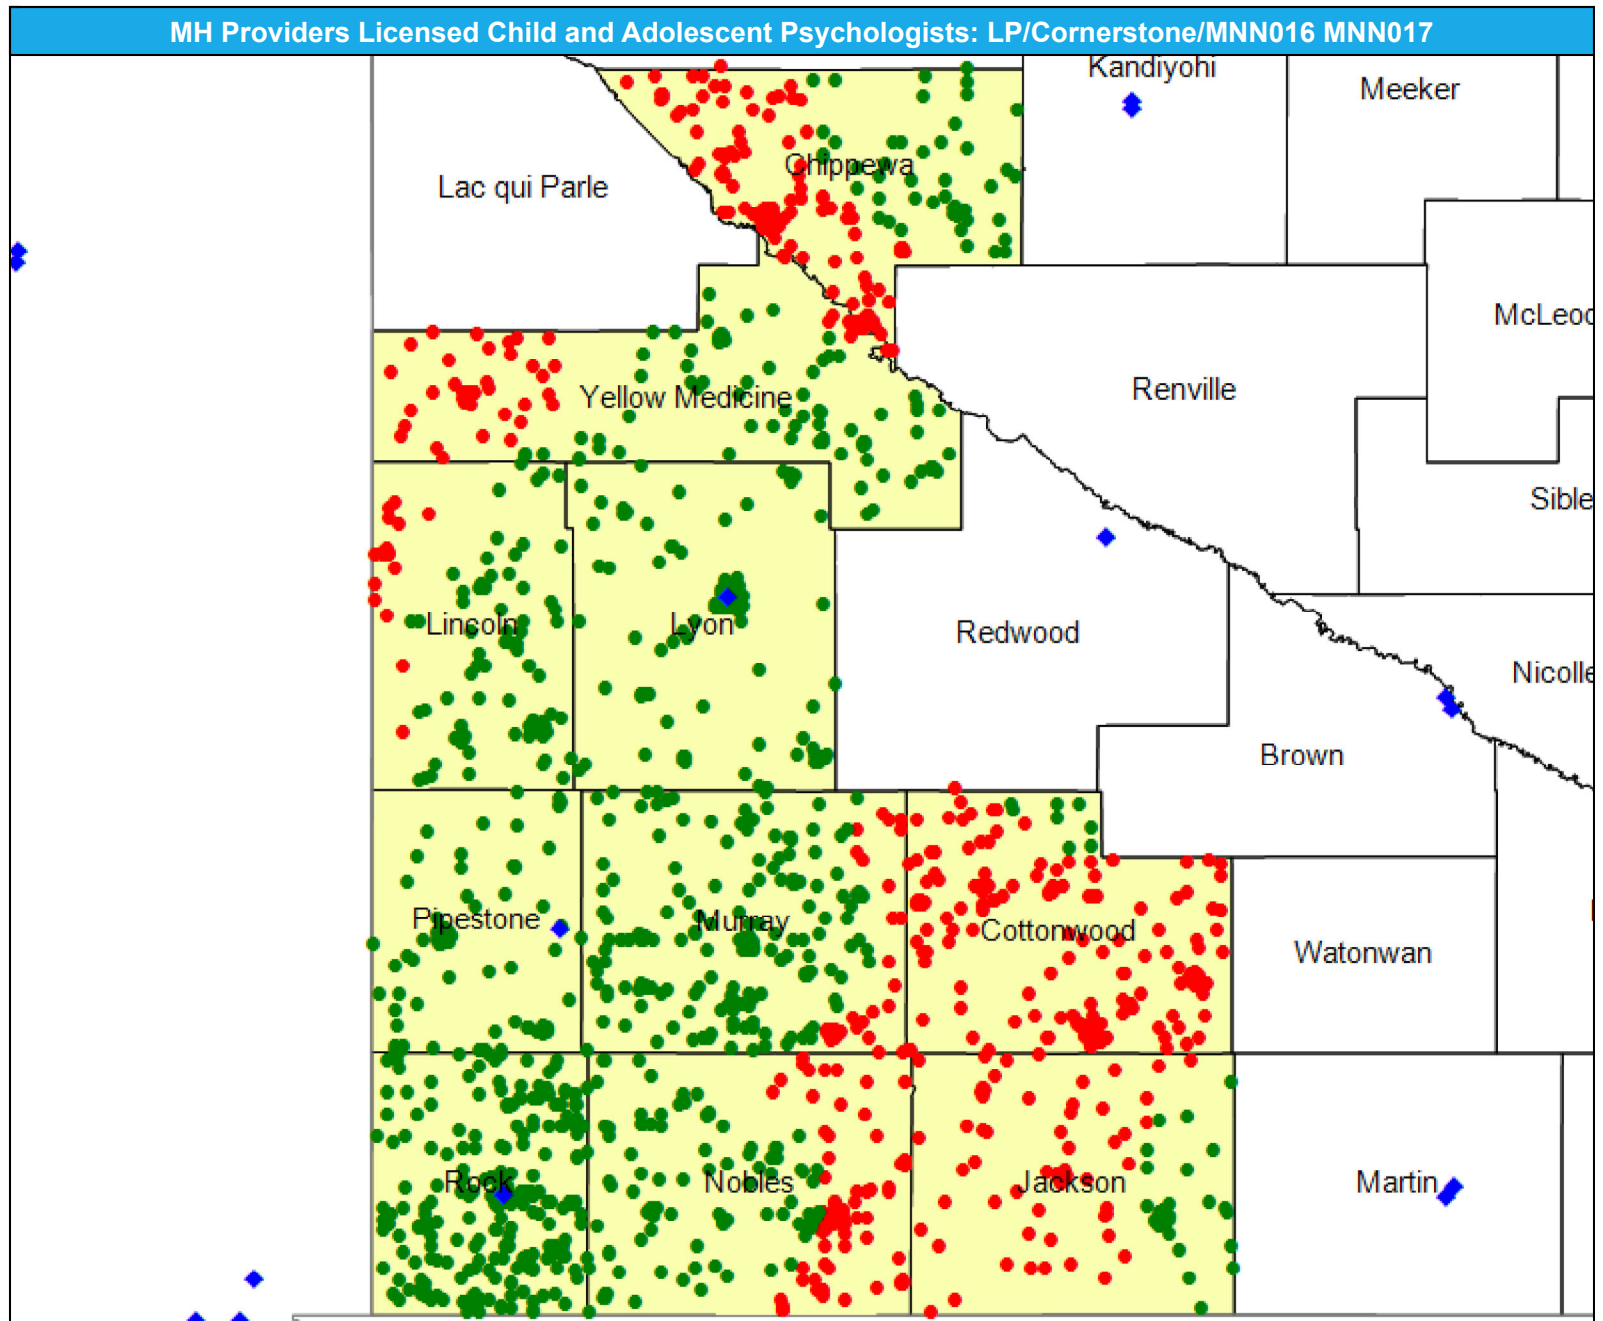 MH Providers Licensed Child and Adolescent Psychologists: LP/Cornerstone/MNN016 MNN017
Kandiyohi
Meeker
Chippewa
Lac qui Parle
McLeod
Renville
Yellow Medicine
Sible
Lincoln
Lyon
Redwood
Nicolle
Brown
Pipestone
Murray
Cottonwood
Watonwan
Rock
Nobles
Jackson
Martin